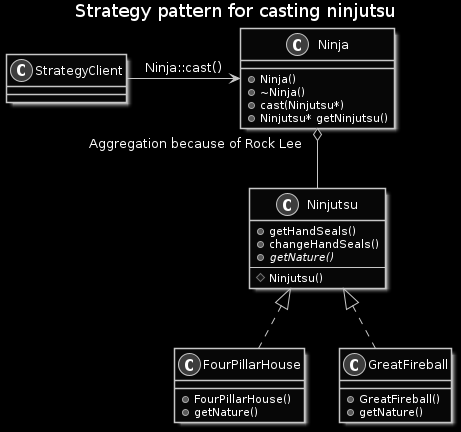 Strategy pattern for casting ninjutsu
C StrategyClient
Ninja::cast()
C Ninja
Ninja()
~Ninja()
cast(Ninjutsu*)
Ninjutsu* getNinjutsu()
Aggregation because of Rock Lee
C Ninjutsu
getHandSeals()
changeHandSeals()
getNature()
Ninjutsu()
C FourPillarHouse
FourPillarHouse()
getNature()
C GreatFireball
GreatFireball()
getNature()